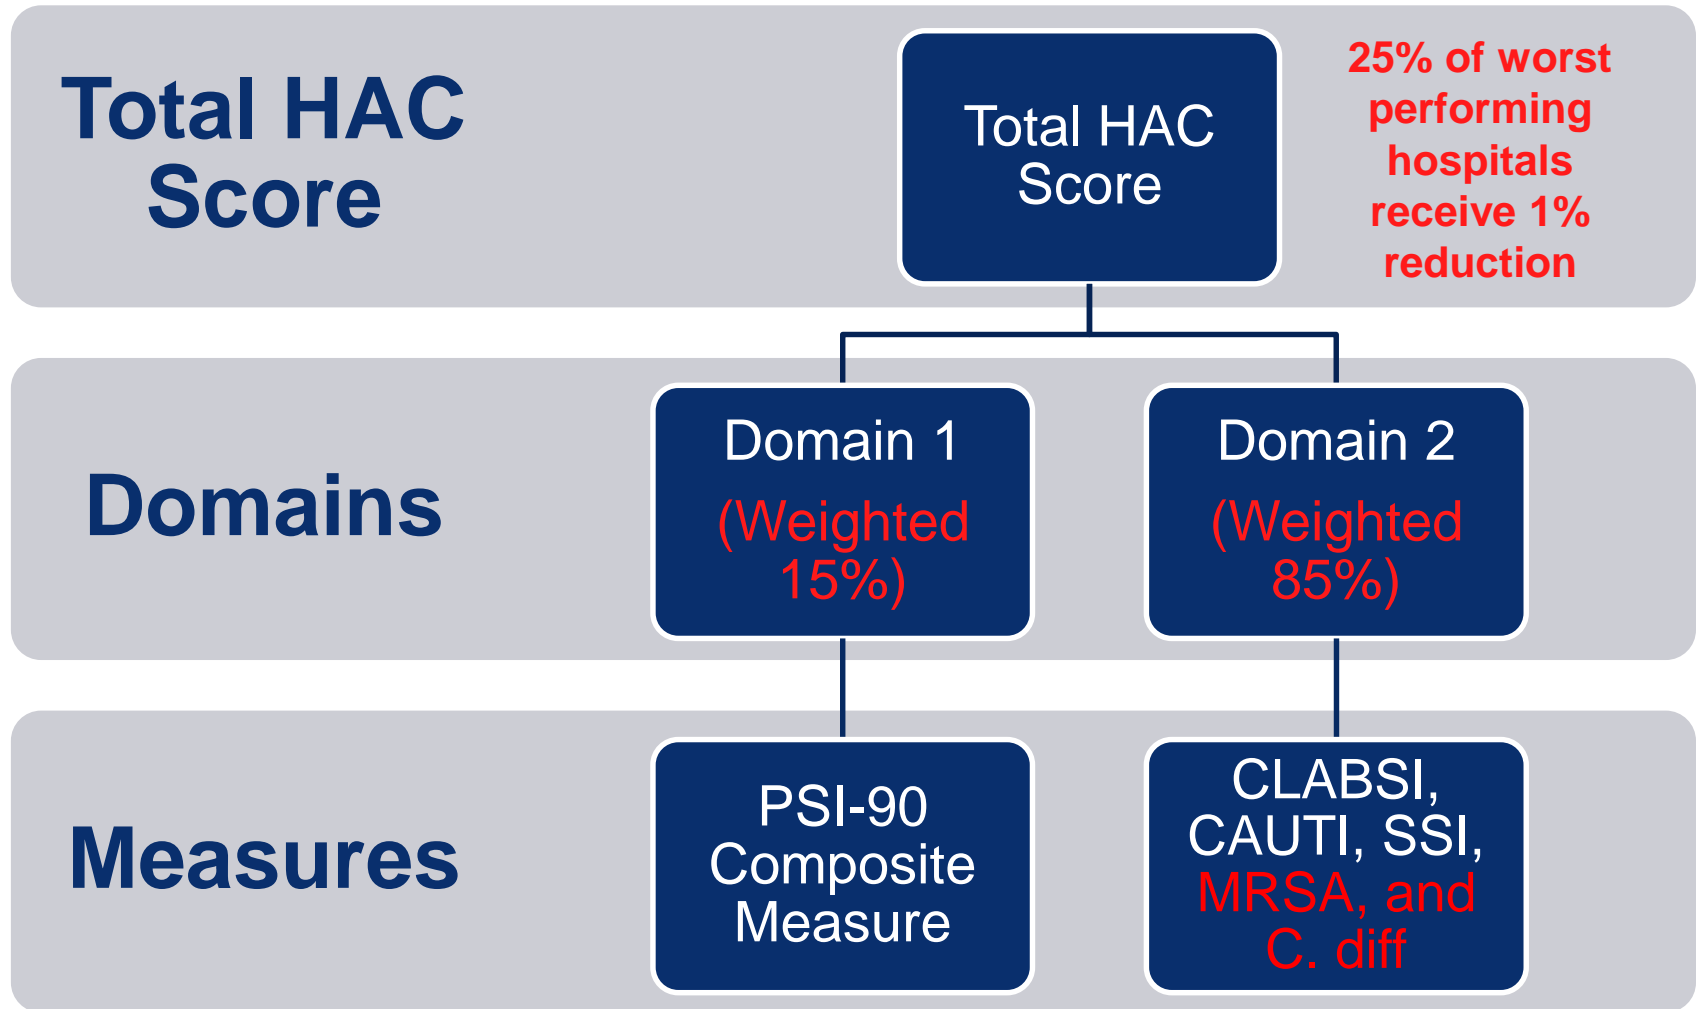 Total HAC
Score
Total HAC
Score
25% of worst
performing
hospitals
receive 1%
reduction
Domains
Domain 1
(Weighted
15%)
Domain 2
(Weighted
85%)
Measures
PSI-90
Composite
Measure
CLABSI,
CAUTI, SSI,
MRSA, and
C. diff